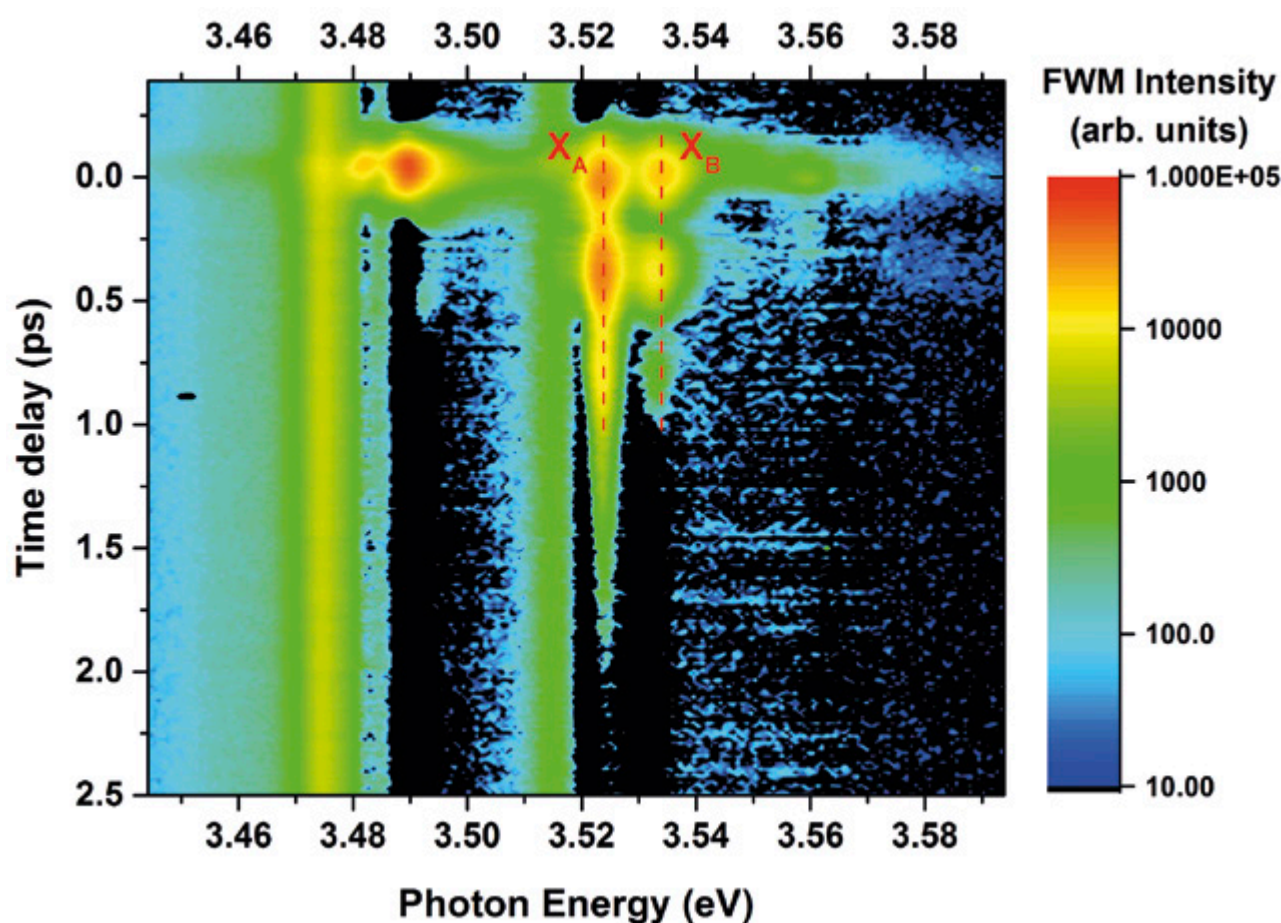 3.46 3.48 3.50 3.52 3.54 3.56 3.58
FWM Intensity
(arb. units)
1.000E+05
10000
1000
100.0
10.00
X_A X_B
Time delay (ps)
0.0
0.5
1.0
1.5
2.0
2.5
3.46 3.48 3.50 3.52 3.54 3.56 3.58
Photon Energy (eV)